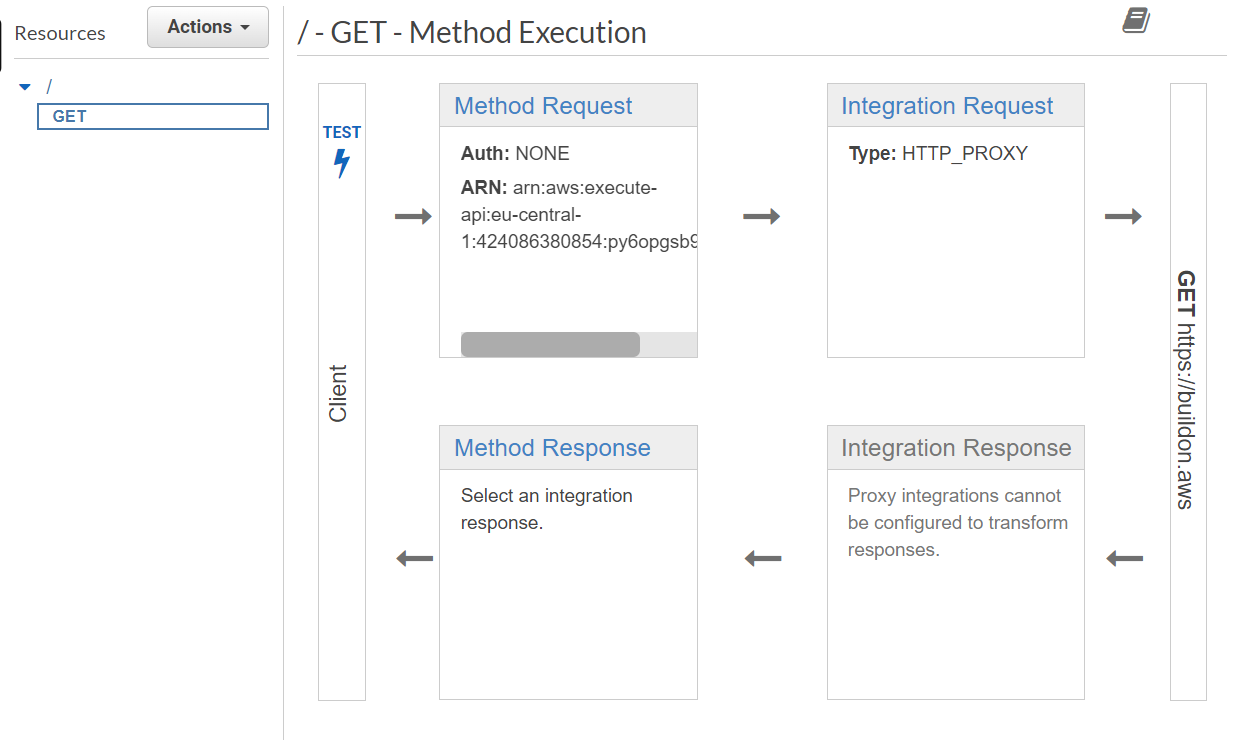 Resources
Actions
/ - GET - Method Execution
/
GET
TEST
Client
Method Request
Auth: NONE
ARN: arn:aws:execute-
api:eu-central-
1:424086380854:py6opgsb9
Integration Request
Type: HTTP_PROXY
GET https://buildon.aws
Method Response
Select an integration
response.
Integration Response
Proxy integrations cannot
be configured to transform
responses.